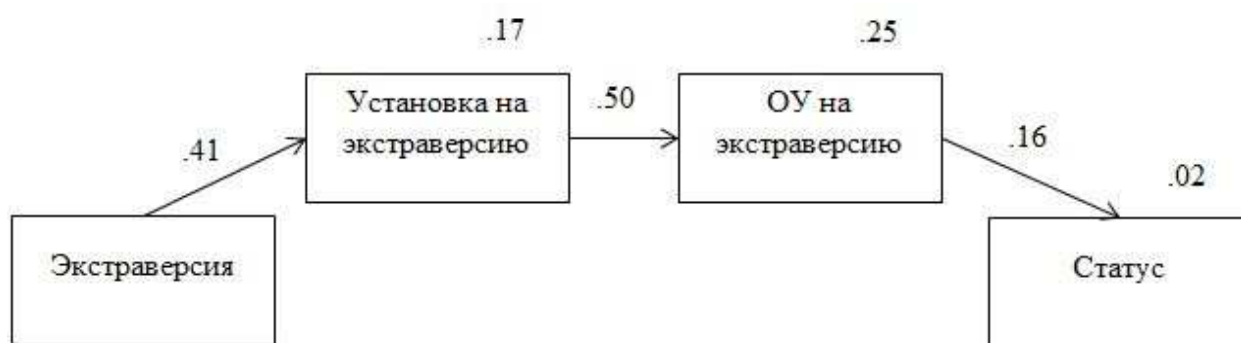 .17
.25
Установка на
экстраверсию
.50
ОУ на
экстраверсию
.41
.16
.02
Экстраверсия
Статус